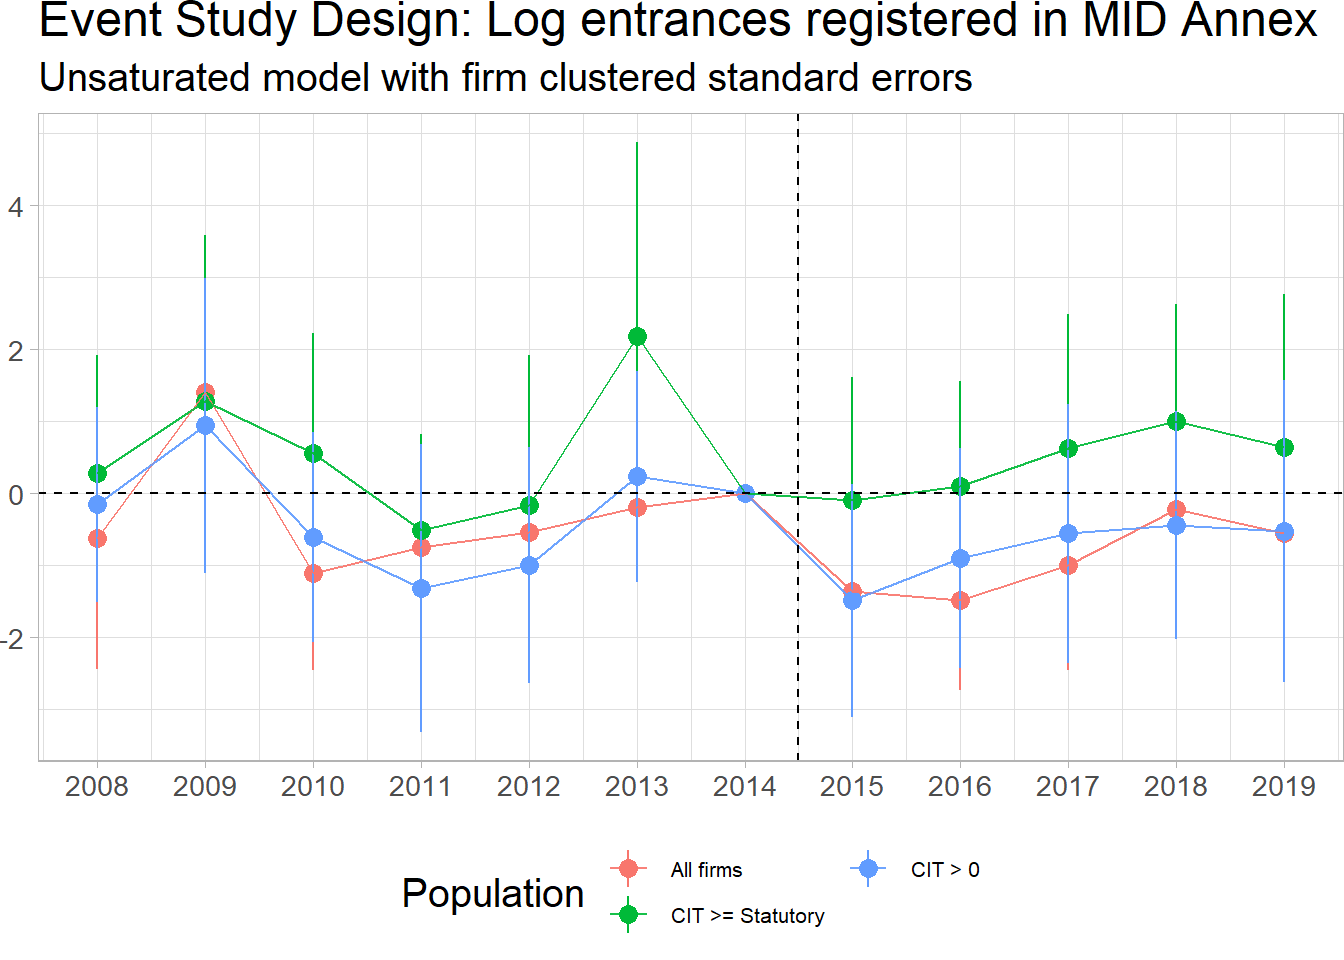 Event Study Design: Log entrances registered in MID Annex
Unsaturated model with firm clustered standard errors
4
2
0
-2
2008 2009 2010 2011 2012 2013 2014 2015 2016 2017 2018 2019
Population
All firms
CIT > 0
CIT >= Statutory